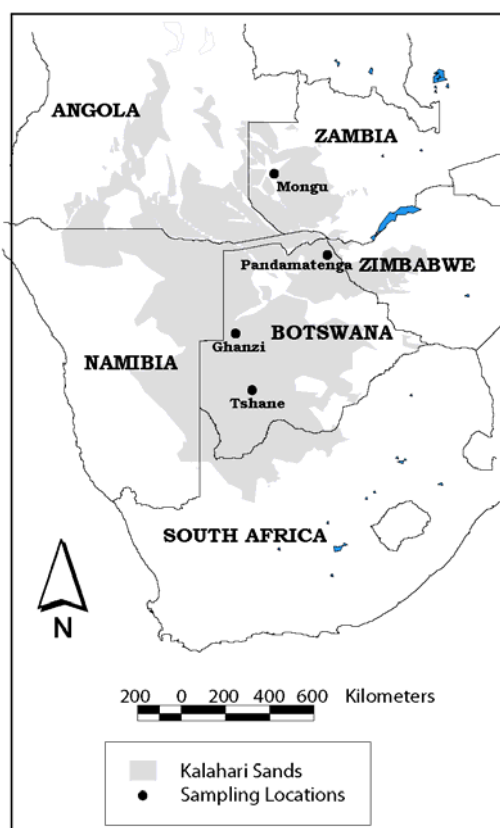 ANGOLA
ZAMBIA
Mongu
Pandamatenga
ZIMBABWE
Ghanzi
BOTSWANA
NAMIBIA
Tshane
SOUTH AFRICA
N
200 0 200 400 600 Kilometers
Kalahari Sands
Sampling Locations